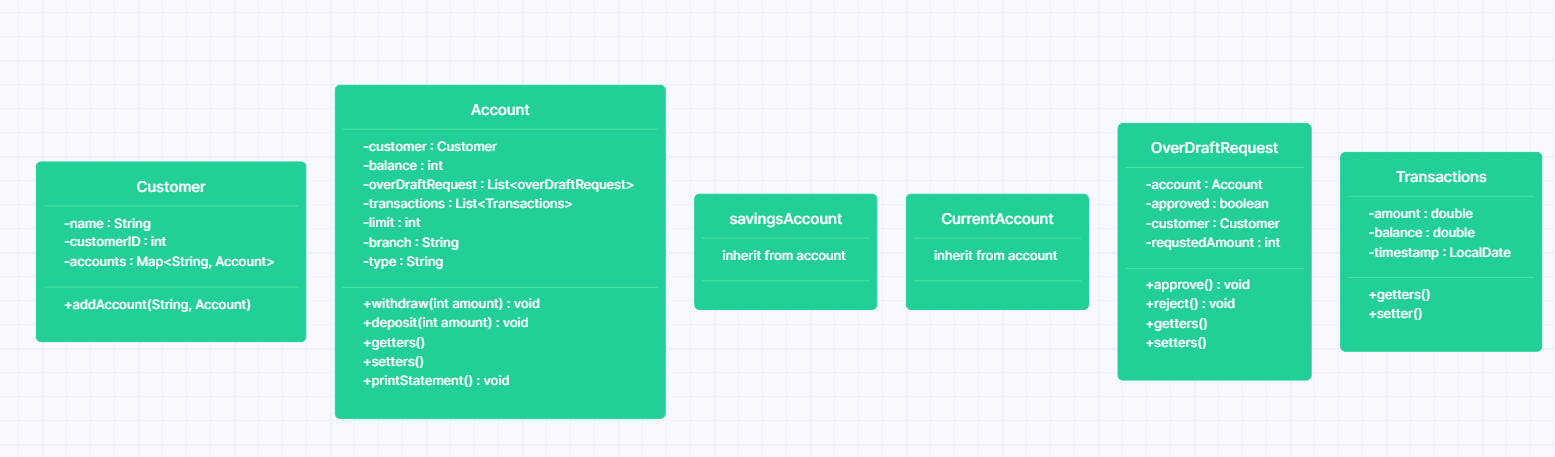 Customer
-name : String
-customerID : int
-accounts : Map<String, Account>
+addAccount(String, Account)
Account
-customer : Customer
-balance : int
-overDraftRequest : List<overDraftRequest>
-transactions : List<Transactions>
-limit : int
-branch : String
-type : String
+withdraw(int amount) : void
+deposit(int amount) : void
+getters()
+setters()
+printStatement() : void
savingsAccount
inherit from account
CurrentAccount
inherit from account
OverDraftRequest
-account : Account
-approved : boolean
-customer : Customer
-requstedAmount : int
+approve() : void
+reject() : void
+getters()
+setters()
Transactions
-amount : double
-balance : double
-timestamp : LocalDate
+getters()
+setter()